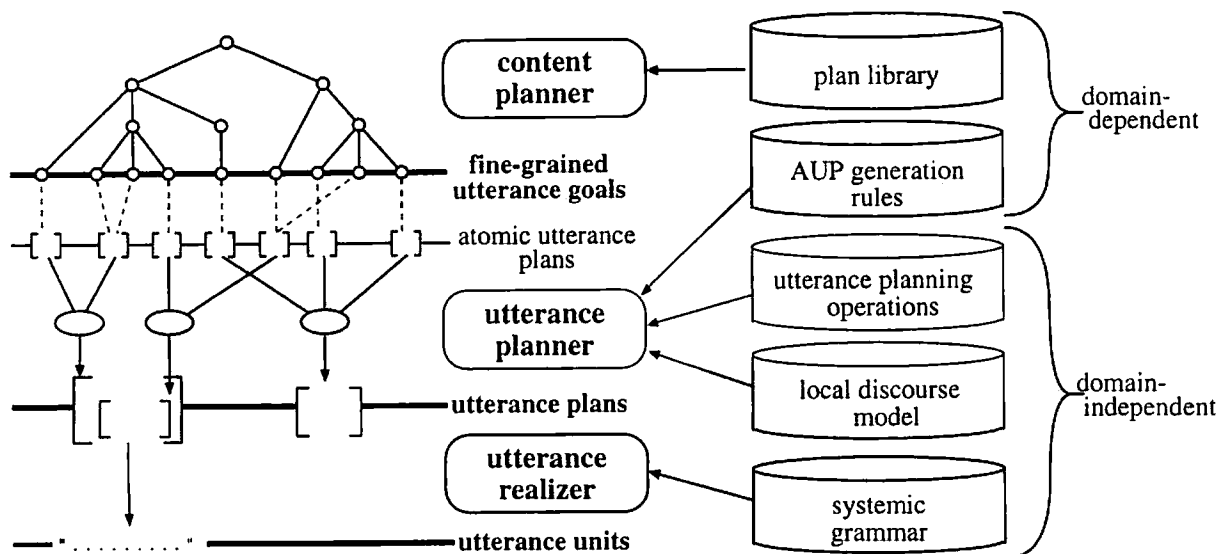 content
planner
fine-grained
utterance goals
atomic utterance
plans
utterance
planner
utterance plans
utterance
realizer
" . . . . . . . . . "
utterance units
plan library
AUP generation
rules
utterance planning
operations
local discourse
model
systemic
grammar
domain-
dependent
domain-
independent